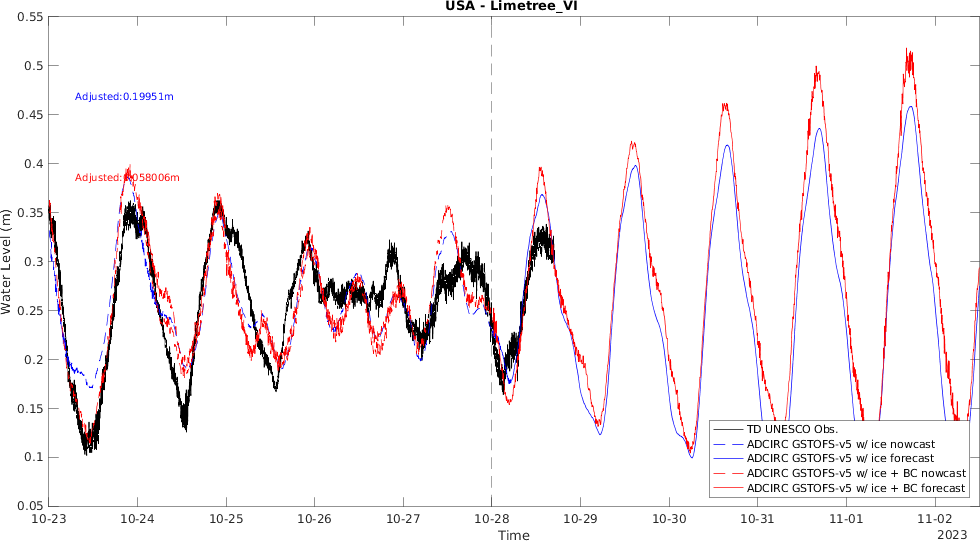 USA - Limetree_VI
0.55
0.5
0.45
0.4
0.35
0.3
0.25
0.2
0.15
0.1
0.05
Water Level (m)
Adjusted:0.19951m
Adjusted:0.058006m
TD UNESCO Obs.
ADCIRC GSTOFS-v5 w/ ice nowcast
ADCIRC GSTOFS-v5 w/ ice forecast
ADCIRC GSTOFS-v5 w/ ice + BC nowcast
ADCIRC GSTOFS-v5 w/ ice + BC forecast
10-23 10-24 10-25 10-26 10-27 10-28 10-29 10-30 10-31 11-01 11-02
Time
2023